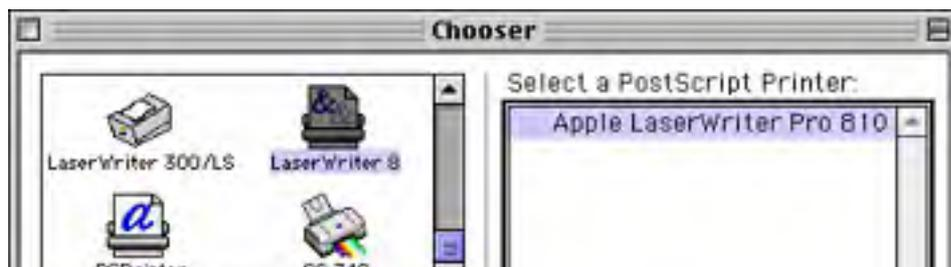 Chooser
Select a PostScript Printer:
Apple LaserWriter Pro 810
LaserWriter 300/LS
LaserWriter 8